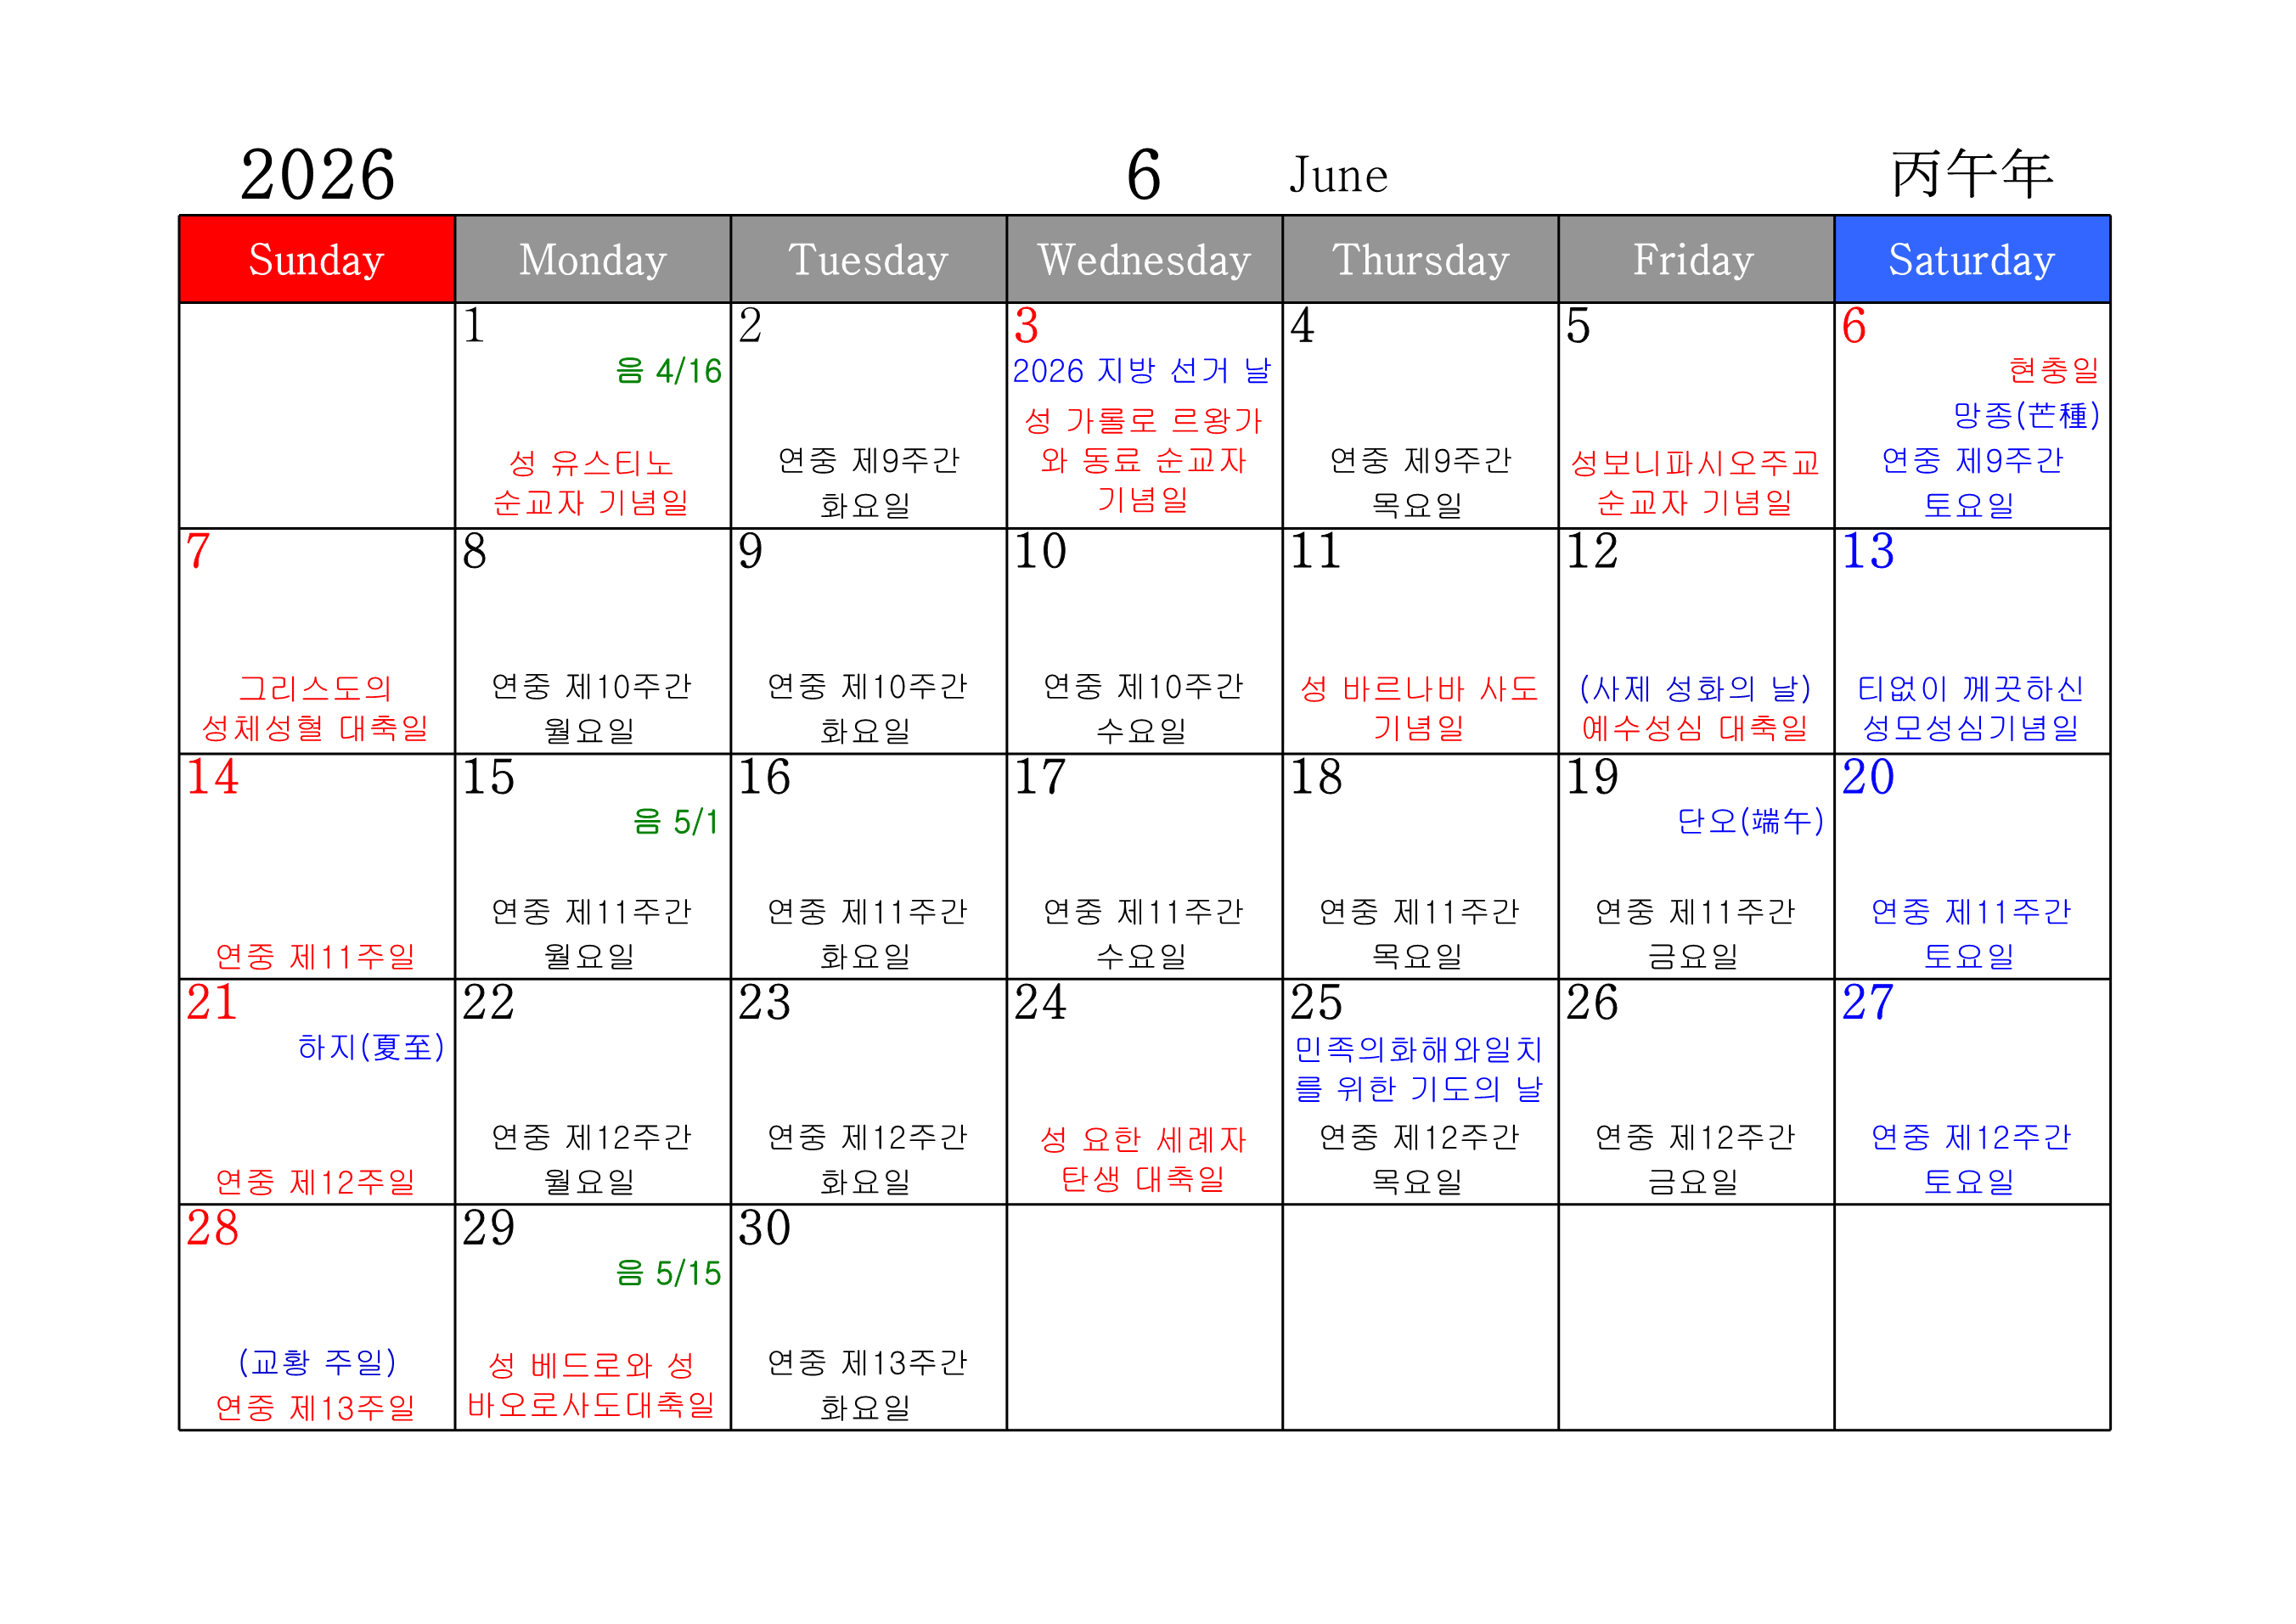 2026 6 June 丙午年
Sunday Monday Tuesday Wednesday Thursday Friday Saturday
1
음 4/16
성 유스티노
순교자 기념일
2
연중 제9주간
화요일
3
2026 지방 선거 날
성 가롤로 르왕가
와 동료 순교자
기념일
4
연중 제9주간
목요일
5
성보니파시오주교
순교자 기념일
6
현충일
망종(芒種)
연중 제9주간
토요일
7
그리스도의
성체성혈 대축일
8
연중 제10주간
월요일
9
연중 제10주간
화요일
10
연중 제10주간
수요일
11
성 바르나바 사도
기념일
12
(사제 성화의 날)
예수성심 대축일
13
티없이 깨끗하신
성모성심기념일
14
연중 제11주일
15
음 5/1
연중 제11주간
월요일
16
연중 제11주간
화요일
17
연중 제11주간
수요일
18
연중 제11주간
목요일
19
단오(端午)
연중 제11주간
금요일
20
연중 제11주간
토요일
21
하지(夏至)
연중 제12주일
22
연중 제12주간
월요일
23
연중 제12주간
화요일
24
성 요한 세례자
탄생 대축일
25
민족의화해와일치
를 위한 기도의 날
연중 제12주간
목요일
26
연중 제12주간
금요일
27
연중 제12주간
토요일
28
(교황 주일)
연중 제13주일
29
음 5/15
성 베드로와 성
바오로사도대축일
30
연중 제13주간
화요일